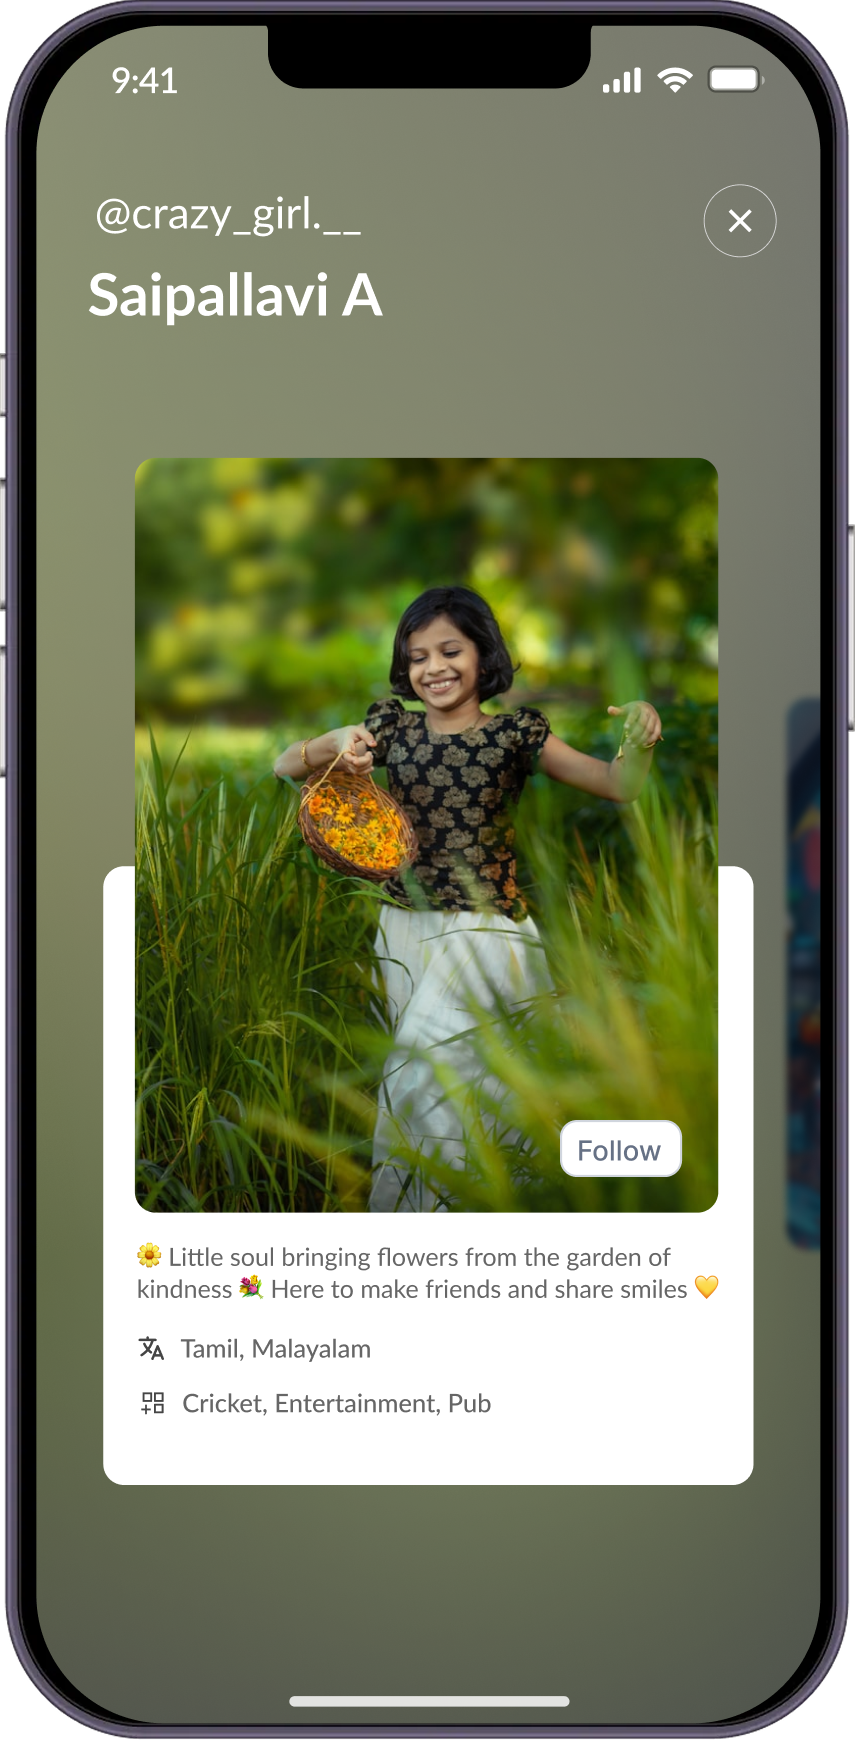 9:41
@crazy_girl.__
Saipallavi A
Follow
🌼 Little soul bringing flowers from the garden of
kindness 💐 Here to make friends and share smiles 💛
Tamil, Malayalam
Cricket, Entertainment, Pub